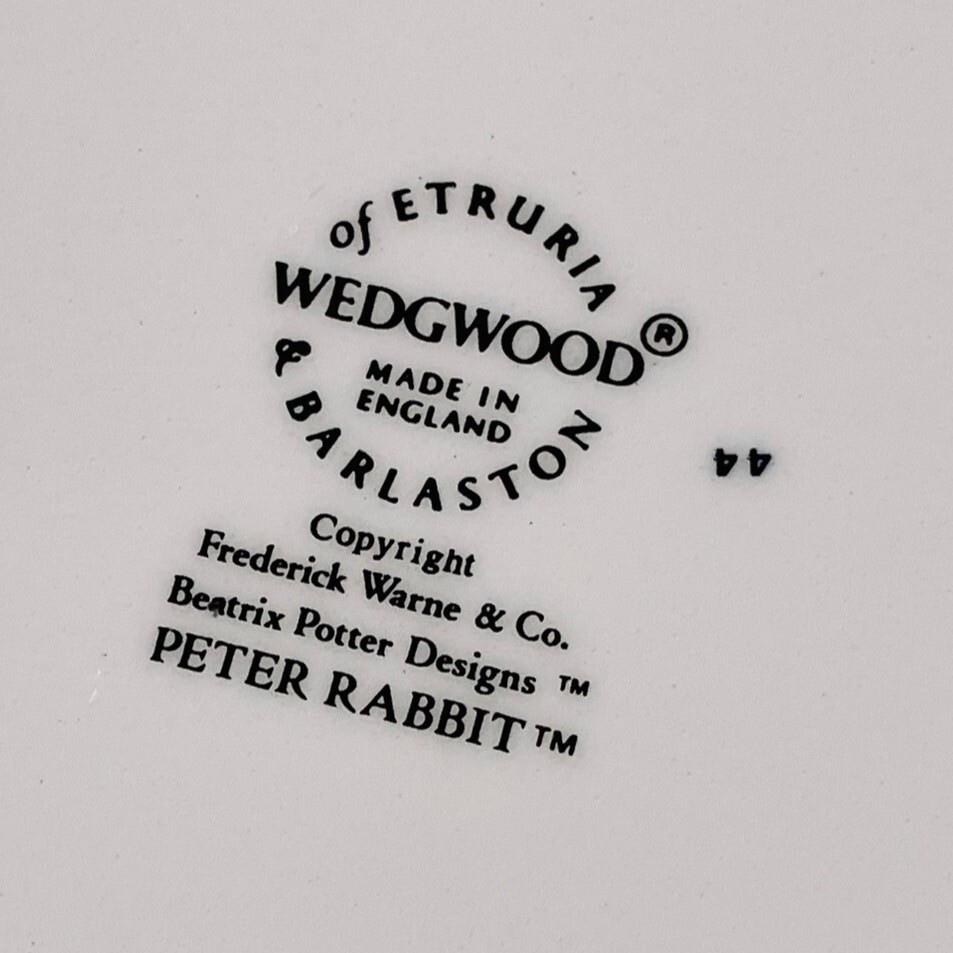 of ETRURIA
WEDGWOOD®
MADE IN
ENGLAND
& BARLASTON
44
Copyright
Frederick Warne & Co.
Beatrix Potter Designs ™
PETER RABBIT™